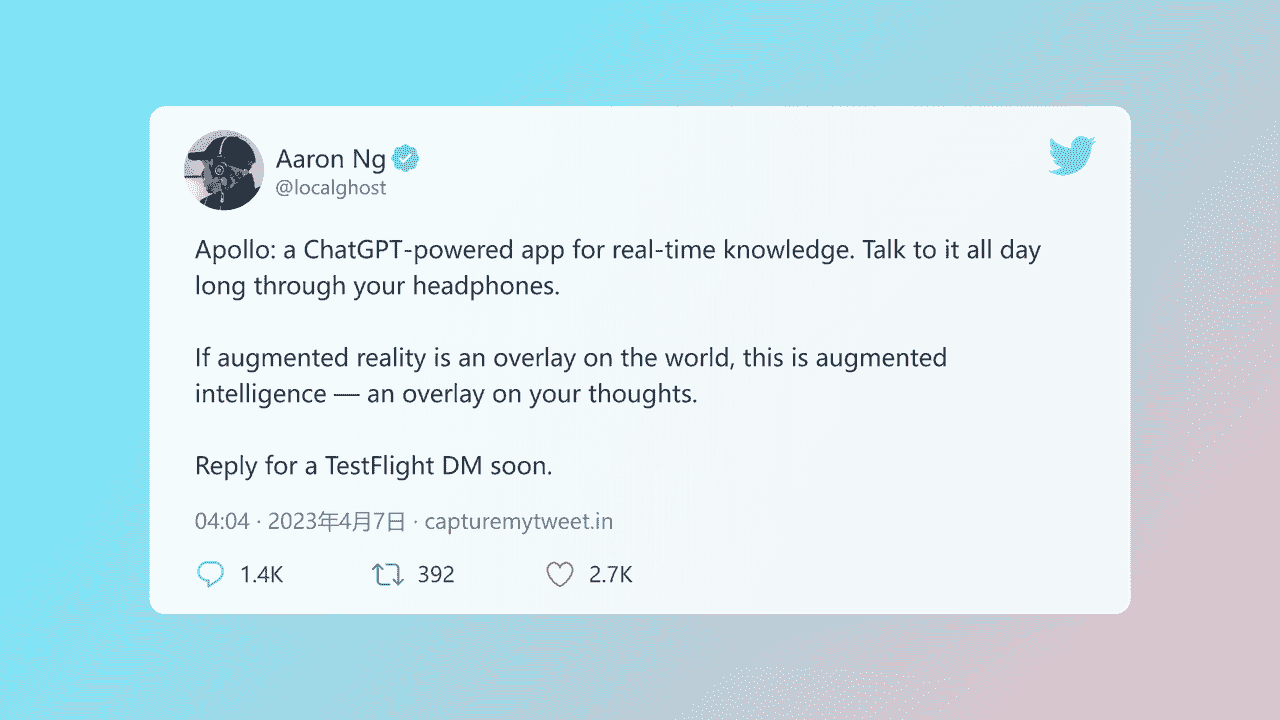 Aaron Ng
@localghost
Apollo: a ChatGPT-powered app for real-time knowledge. Talk to it all day
long through your headphones.
If augmented reality is an overlay on the world, this is augmented
intelligence — an overlay on your thoughts.
Reply for a TestFlight DM soon.
04:04 · 2023年4月7日 · capturemytweet.in
1.4K 392 2.7K